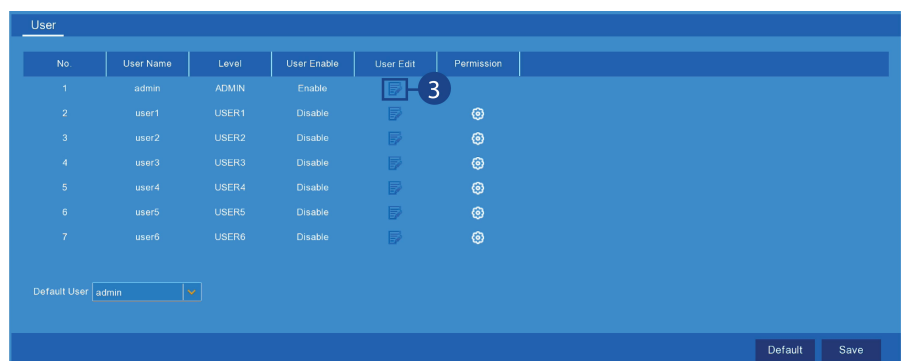 User
No. User Name Level User Enable User Edit Permission
1 admin ADMIN Enable 3
2 user1 USER1 Disable
3 user2 USER2 Disable
4 user3 USER3 Disable
5 user4 USER4 Disable
6 user5 USER5 Disable
7 user6 USER6 Disable
Default User admin
Default Save